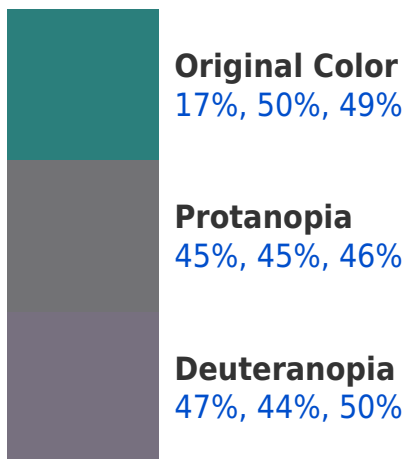 Original Color
17%, 50%, 49%
Protanopia
45%, 45%, 46%
Deuteranopia
47%, 44%, 50%